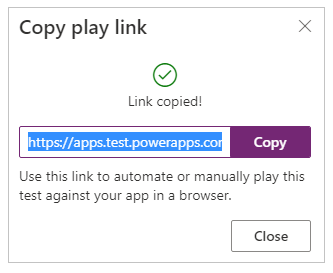 Copy play link
Link copied!
https://apps.test.powerapps.cor Copy
Use this link to automate or manually play this
test against your app in a browser.
Close